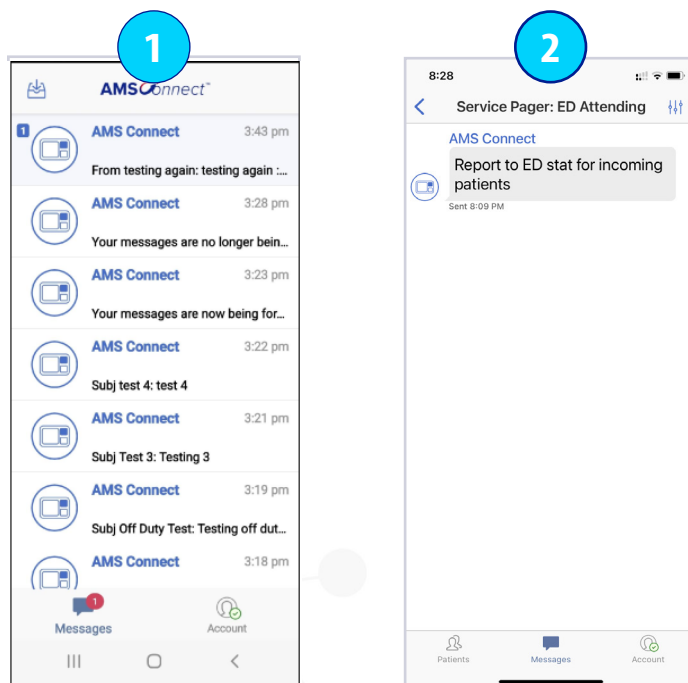 1
AMSConnect™
1
AMS Connect 3:43 pm
From testing again: testing again :...
AMS Connect 3:28 pm
Your messages are no longer bein...
AMS Connect 3:23 pm
Your messages are now being for...
AMS Connect 3:22 pm
Subj test 4: test 4
AMS Connect 3:21 pm
Subj Test 3: Testing 3
AMS Connect 3:19 pm
Subj Off Duty Test: Testing off dut...
AMS Connect 3:18 pm
1
Messages Account
2
8:28
Service Pager: ED Attending
AMS Connect
Report to ED stat for incoming
patients
Sent 8:09 PM
Patients Messages Account